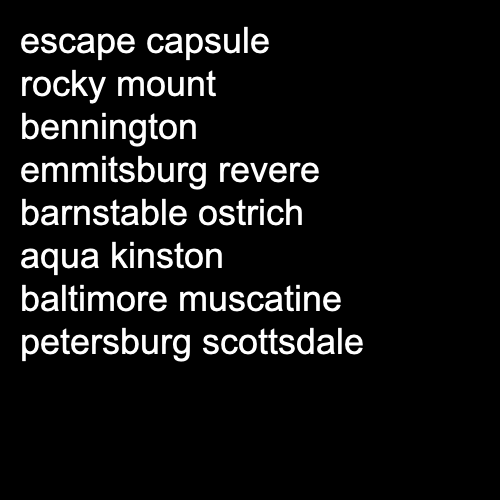 escape capsule
rocky mount
bennington
emmitsburg revere
barnstable ostrich
aqua kinston
baltimore muscatine
petersburg scottsdale